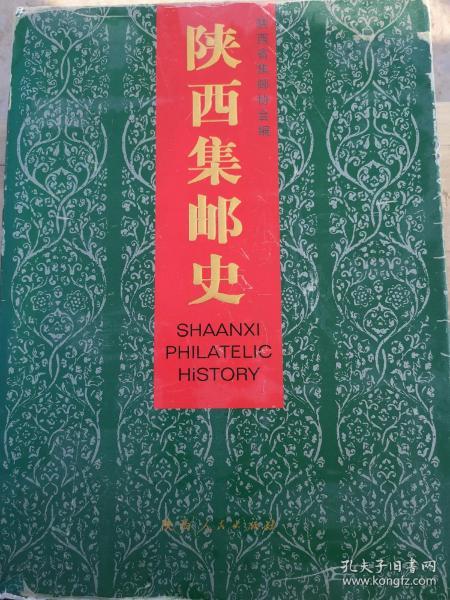 陕西集邮史
陕西省集邮协会编
SHAANXI
PHILATELIC
HiSTORY
陕西人民出版社
孔夫子旧书网
www.kongfz.com